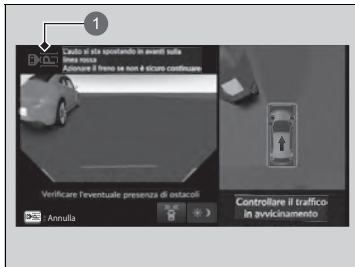 1
L'auto si sta spostando in avanti sulla
linea rossa
Azionare il freno se non è sicuro continuare
Verificare l'eventuale presenza di ostacoli
: Annulla
Controllare il traffico
in avvicinamento